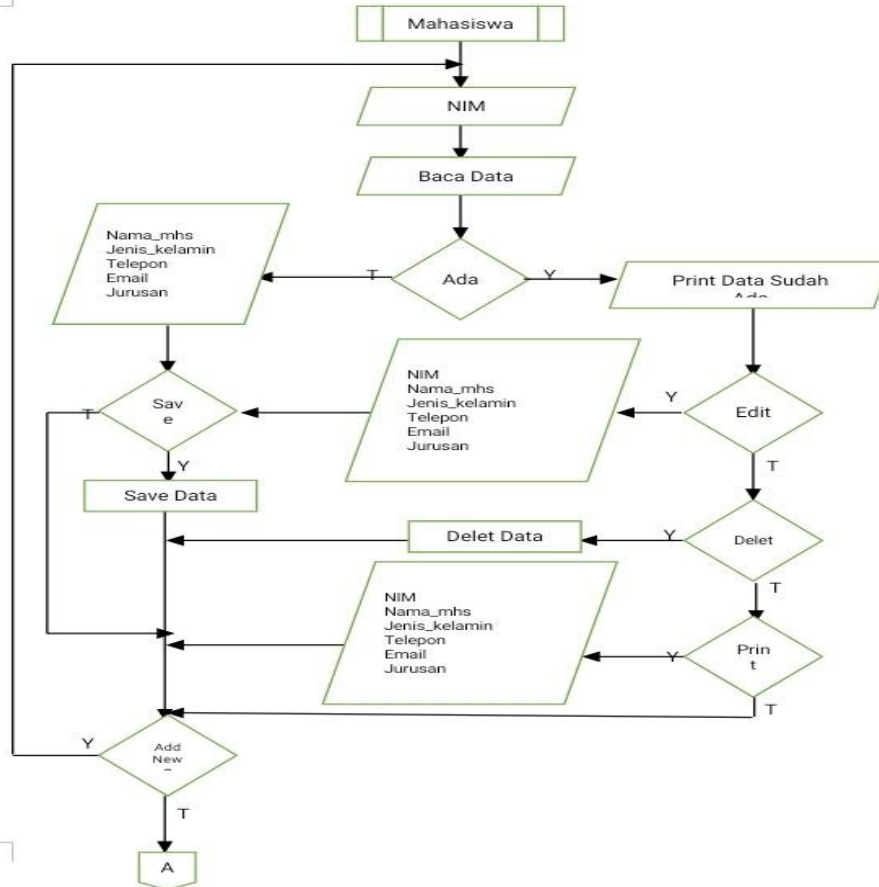 Mahasiswa
NIM
Baca Data
Nama_mhs
Jenis_kelamin
Telepon
Email
Jurusan
T
Ada
Y
Print Data Sudah
Ada
Sav
e
T
Y
NIM
Nama_mhs
Jenis_kelamin
Telepon
Email
Jurusan
Y
Edit
T
Save Data
Delet Data
Y
Delet
T
NIM
Nama_mhs
Jenis_kelamin
Telepon
Email
Jurusan
Y
Prin
t
T
Y
Add
New
T
A